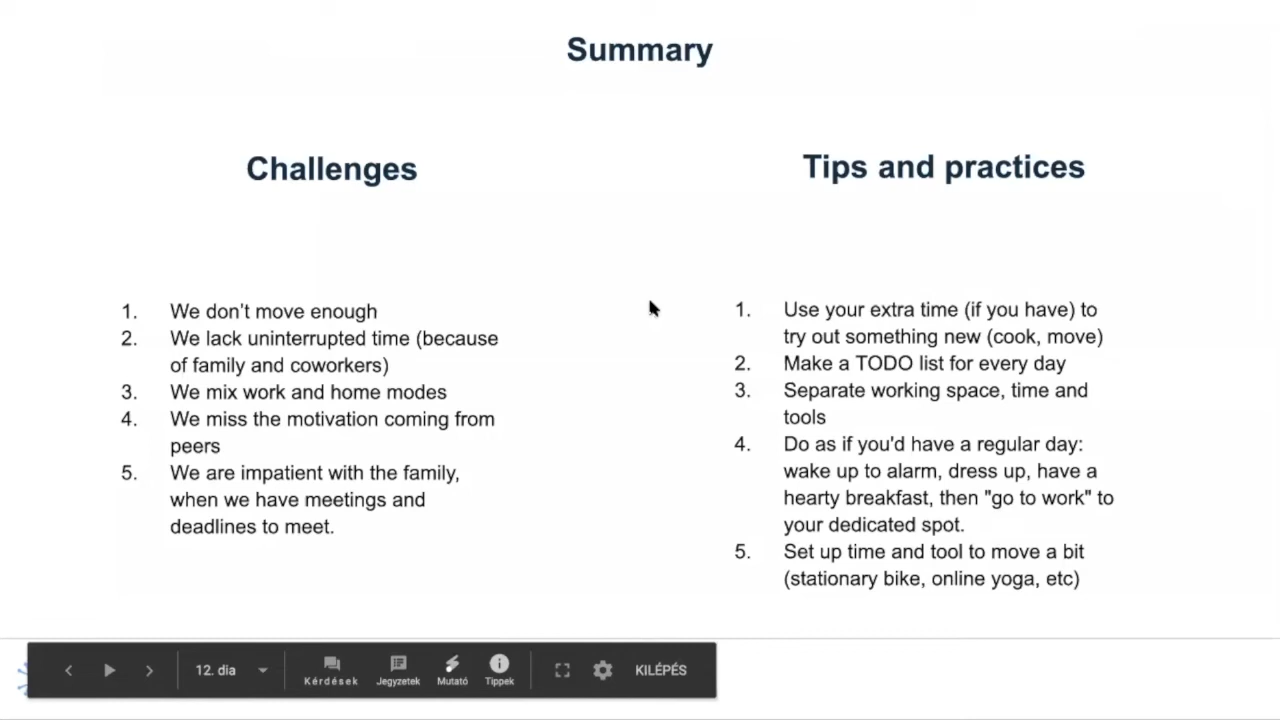 Summary
Challenges
1. We don't move enough
2. We lack uninterrupted time (because
of family and coworkers)
3. We mix work and home modes
4. We miss the motivation coming from
peers
5. We are impatient with the family,
when we have meetings and
deadlines to meet.
Tips and practices
1. Use your extra time (if you have) to
try out something new (cook, move)
2. Make a TODO list for every day
3. Separate working space, time and
tools
4. Do as if you'd have a regular day:
wake up to alarm, dress up, have a
hearty breakfast, then "go to work" to
your dedicated spot.
5. Set up time and tool to move a bit
(stationary bike, online yoga, etc)
12. dia
Kérdések
Jegyzetek
Mutató
Tippek
KILÉPÉS